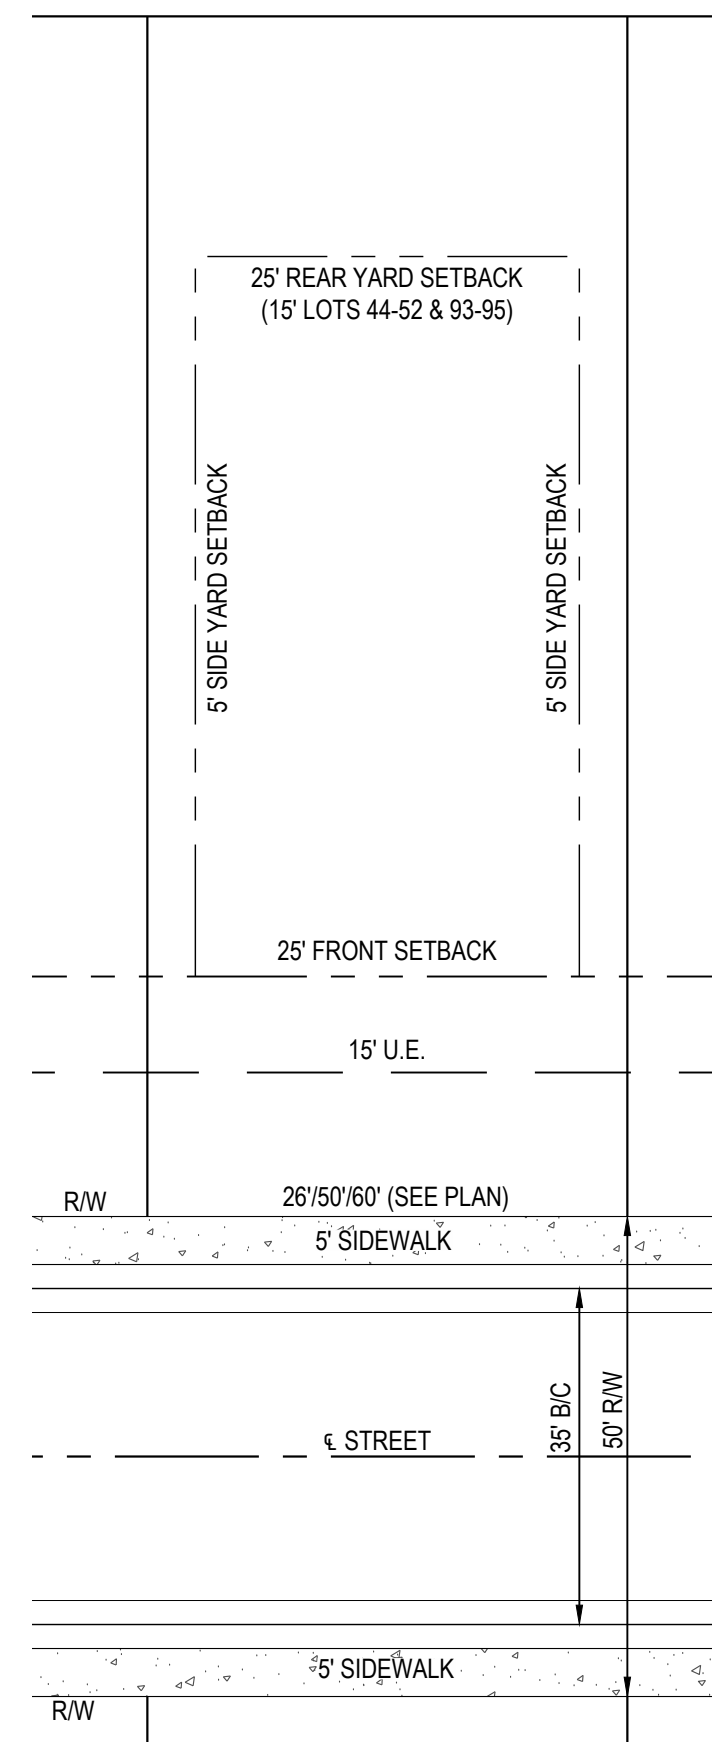 25' REAR YARD SETBACK
(15' LOTS 44-52 & 93-95)
5' SIDE YARD SETBACK
5' SIDE YARD SETBACK
25' FRONT SETBACK
15' U.E.
R/W
26'/50'/60' (SEE PLAN)
5' SIDEWALK
35' B/C
50' R/W
℄ STREET
5' SIDEWALK
R/W